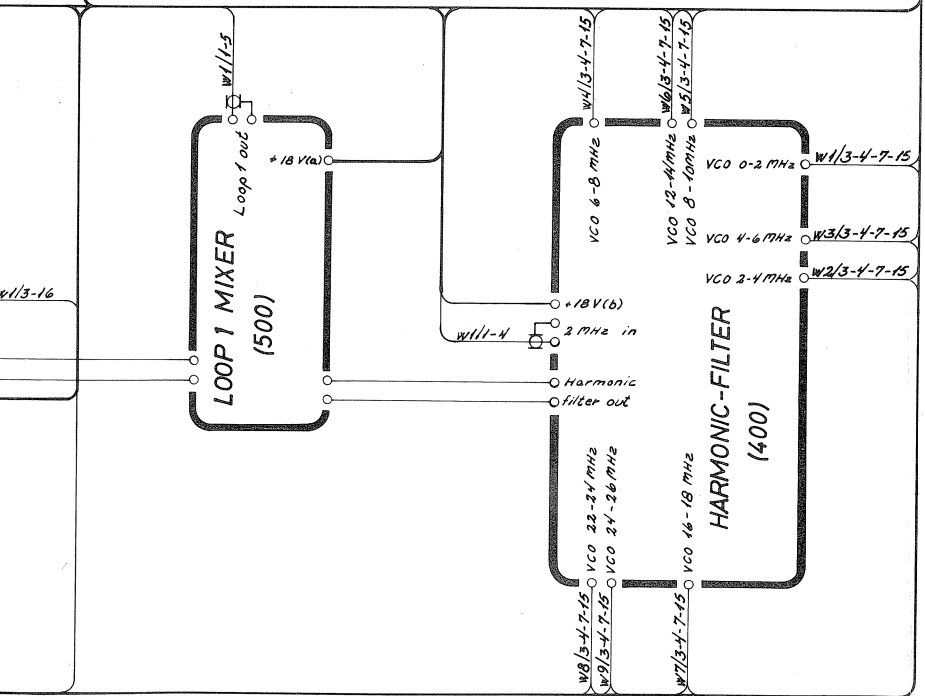 W1/1-5
Loop 1 out
+ 18 V(a)
LOOP 1 MIXER
(500)
W1/3-16
W4/3-4-7-15
W6/3-4-7-15
W5/3-4-7-15
VCO 6-8 MHz
VCO 12-14 MHz
VCO 8-10 MHz
VCO 0-2 MHz
W1/3-4-7-15
VCO 4-6 MHz
W3/3-4-7-15
VCO 2-4 MHz
W2/3-4-7-15
+18 V(b)
W1/1-4
2 MHz in
Harmonic
filter out
HARMONIC-FILTER
(400)
VCO 22-24 MHz
VCO 24-26 MHz
VCO 16-18 MHz
W8/3-4-7-15
W9/3-4-7-15
W7/3-4-7-15